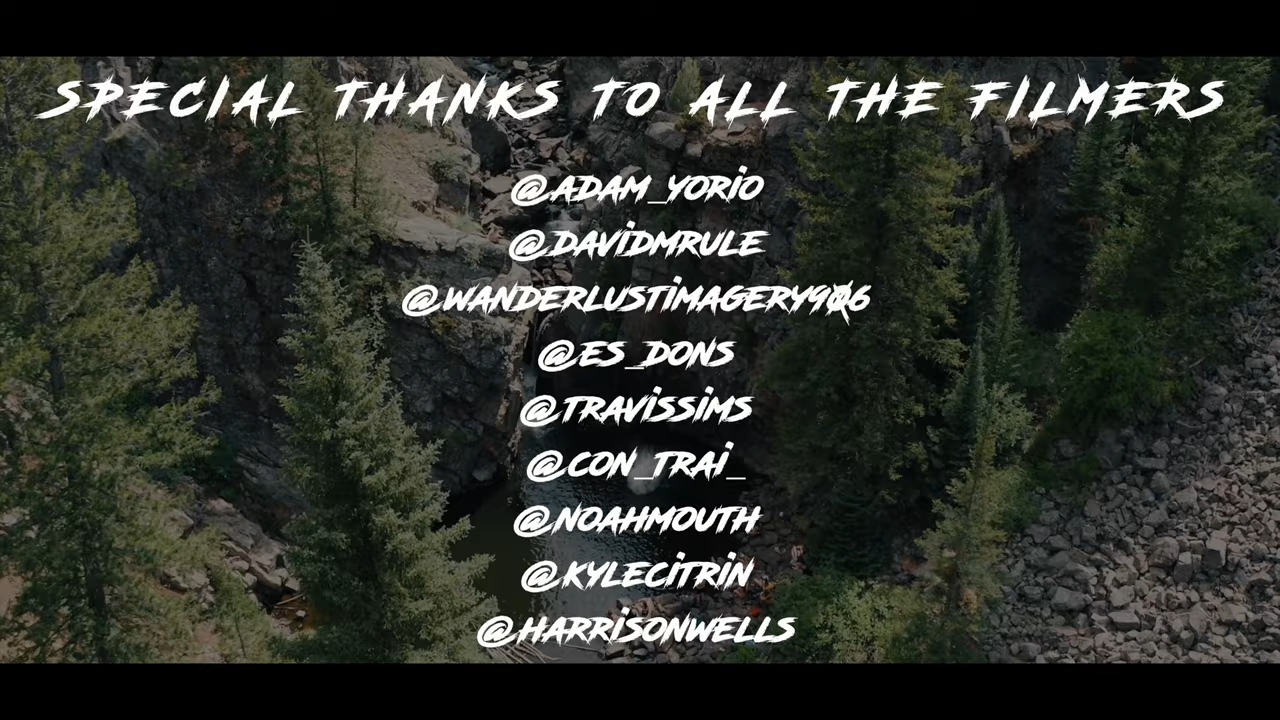 SPECIAL THANKS TO ALL THE FILMERS
@ADAM_YORIO
@DAVIDMRULE
@WANDERLUSTIMAGERY906
@ES_DONS
@TRAVISSIMS
@CON_TRAI_
@NOAHMOUTH
@KYLECITRIN
@HARRISONWELLS